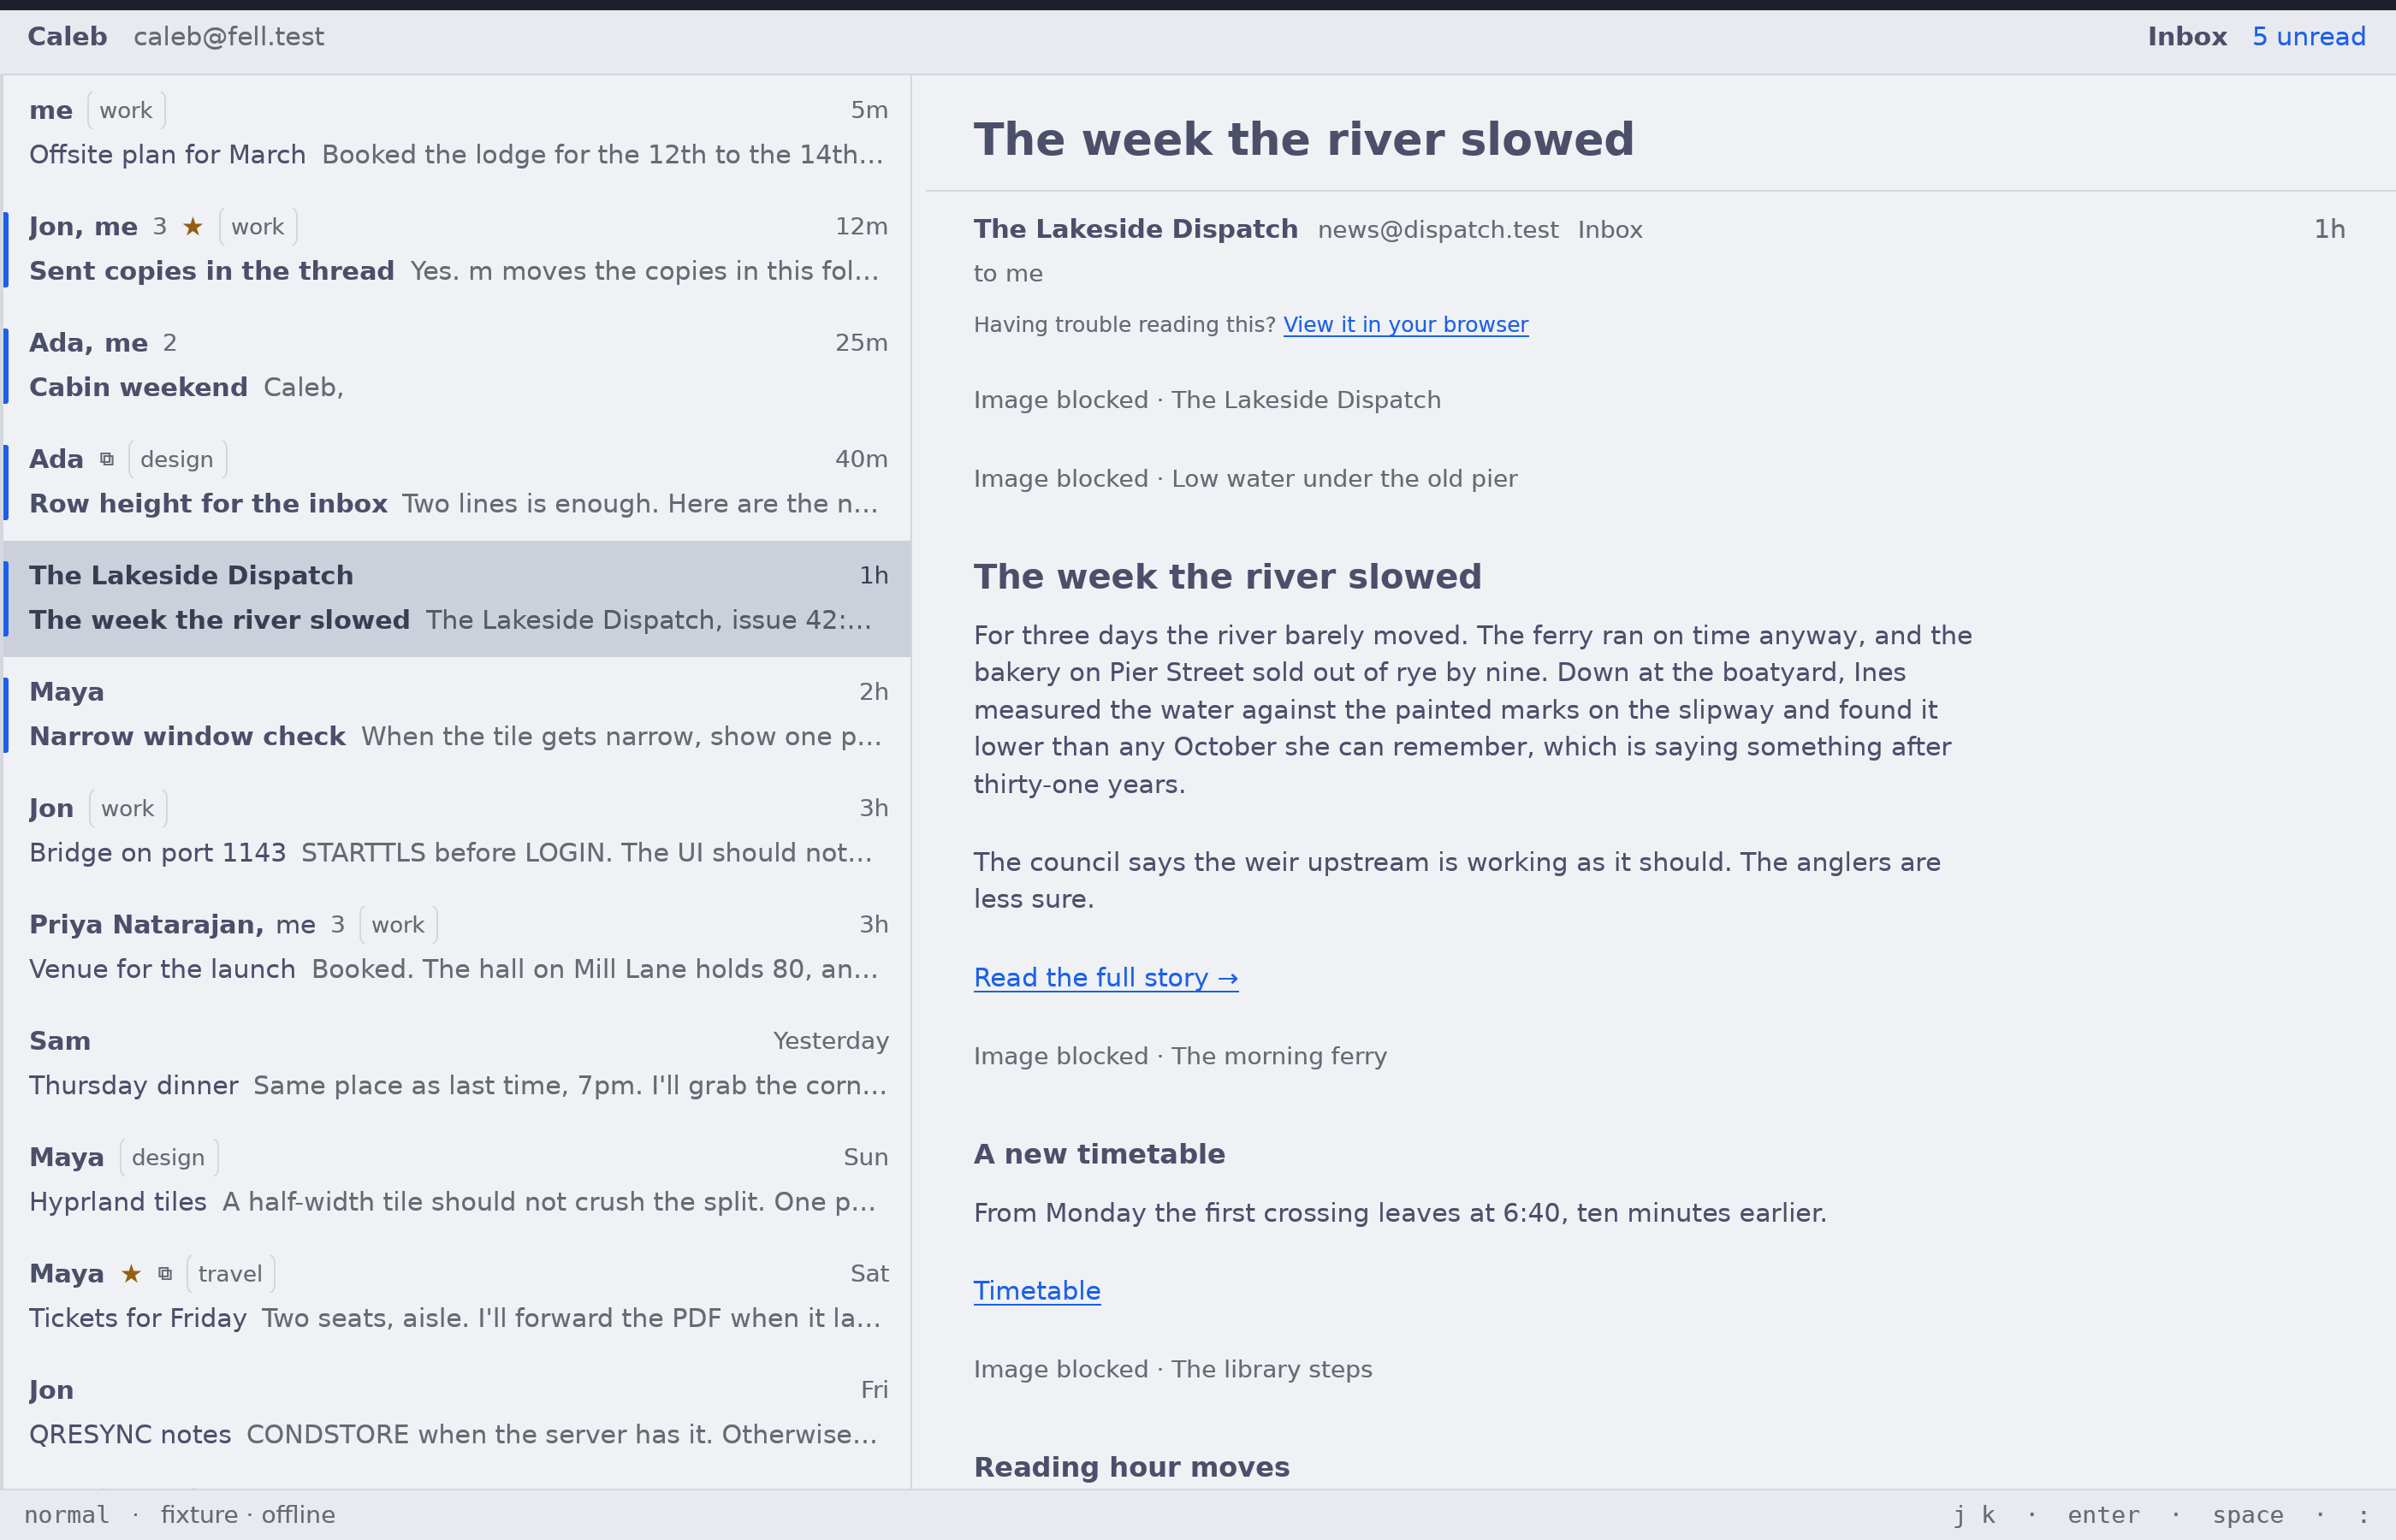 Caleb caleb@fell.test
Inbox 5 unread
me work 5m
Offsite plan for March Booked the lodge for the 12th to the 14th…
Jon, me 3 ★ work 12m
Sent copies in the thread Yes. m moves the copies in this fol…
Ada, me 2 25m
Cabin weekend Caleb,
Ada design 40m
Row height for the inbox Two lines is enough. Here are the n…
The Lakeside Dispatch 1h
The week the river slowed The Lakeside Dispatch, issue 42:…
Maya 2h
Narrow window check When the tile gets narrow, show one p…
Jon work 3h
Bridge on port 1143 STARTTLS before LOGIN. The UI should not…
Priya Natarajan, me 3 work 3h
Venue for the launch Booked. The hall on Mill Lane holds 80, an…
Sam Yesterday
Thursday dinner Same place as last time, 7pm. I'll grab the corn…
Maya design Sun
Hyprland tiles A half-width tile should not crush the split. One p…
Maya ★ travel Sat
Tickets for Friday Two seats, aisle. I'll forward the PDF when it la…
Jon Fri
QRESYNC notes CONDSTORE when the server has it. Otherwise…
The week the river slowed
The Lakeside Dispatch news@dispatch.test Inbox 1h
to me
Having trouble reading this? View it in your browser
Image blocked · The Lakeside Dispatch
Image blocked · Low water under the old pier
The week the river slowed
For three days the river barely moved. The ferry ran on time anyway, and the
bakery on Pier Street sold out of rye by nine. Down at the boatyard, Ines
measured the water against the painted marks on the slipway and found it
lower than any October she can remember, which is saying something after
thirty-one years.
The council says the weir upstream is working as it should. The anglers are
less sure.
Read the full story →
Image blocked · The morning ferry
A new timetable
From Monday the first crossing leaves at 6:40, ten minutes earlier.
Timetable
Image blocked · The library steps
Reading hour moves
normal · fixture · offline
j k · enter · space · :